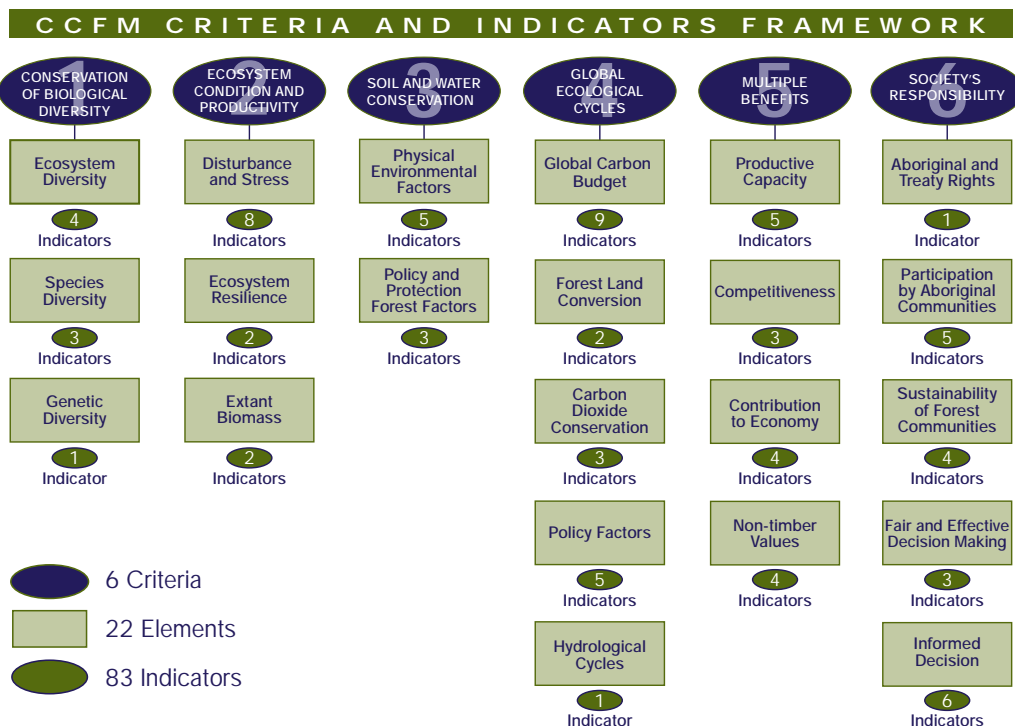 CCFM CRITERIA AND INDICATORS FRAMEWORK
1
CONSERVATION
OF BIOLOGICAL
DIVERSITY
Ecosystem
Diversity
4
Indicators
Species
Diversity
3
Indicators
Genetic
Diversity
1
Indicator
2
ECOSYSTEM
CONDITION AND
PRODUCTIVITY
Disturbance
and Stress
8
Indicators
Ecosystem
Resilience
2
Indicators
Extant
Biomass
2
Indicators
3
SOIL AND WATER
CONSERVATION
Physical
Environmental
Factors
5
Indicators
Policy and
Protection
Forest Factors
3
Indicators
4
GLOBAL
ECOLOGICAL
CYCLES
Global Carbon
Budget
9
Indicators
Forest Land
Conversion
2
Indicators
Carbon
Dioxide
Conservation
3
Indicators
Policy Factors
5
Indicators
Hydrological
Cycles
1
Indicator
5
MULTIPLE
BENEFITS
Productive
Capacity
5
Indicators
Competitiveness
3
Indicators
Contribution
to Economy
4
Indicators
Non-timber
Values
4
Indicators
6
SOCIETY'S
RESPONSIBILITY
Aboriginal and
Treaty Rights
1
Indicator
Participation
by Aboriginal
Communities
5
Indicators
Sustainability
of Forest
Communities
4
Indicators
Fair and Effective
Decision Making
3
Indicators
Informed
Decision
6
Indicators
6 Criteria
22 Elements
83 Indicators